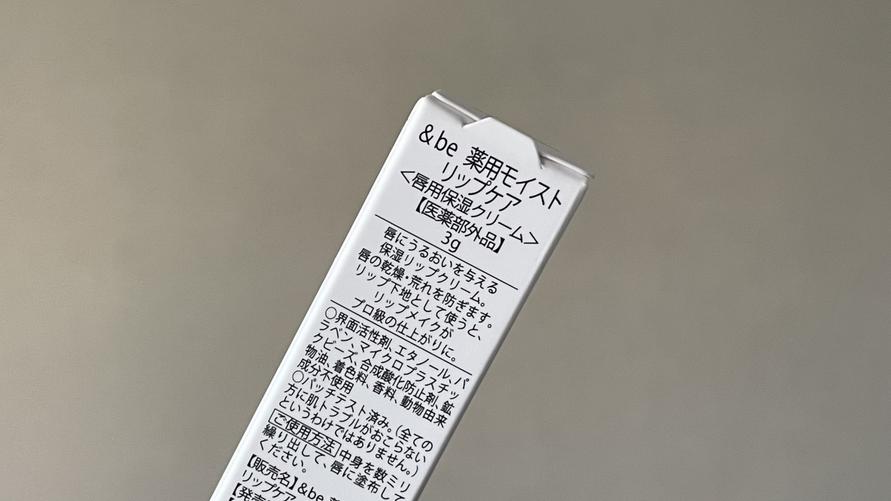 &be 薬用モイスト
リップケア
<唇用保湿クリーム>
【医薬部外品】
3g
唇にうるおいを与える
保湿リップクリーム。
唇の乾燥・荒れを防ぎます。
リップ下地として使うと、
リップメイクが
プロ級の仕上がりに。
○界面活性剤、エタノール、パ
ラベン、マイクロプラスチッ
クビーズ、合成酸化防止剤、鉱
物油、着色料、香料、動物由来
成分不使用
○パッチテスト済み。(全ての
方に肌トラブルがおこらない
というわけではありません。)
ご使用方法 中身を数ミリ
繰り出して、唇に塗布して
ください。
【販売名】&be 薬
リップケア
【発売